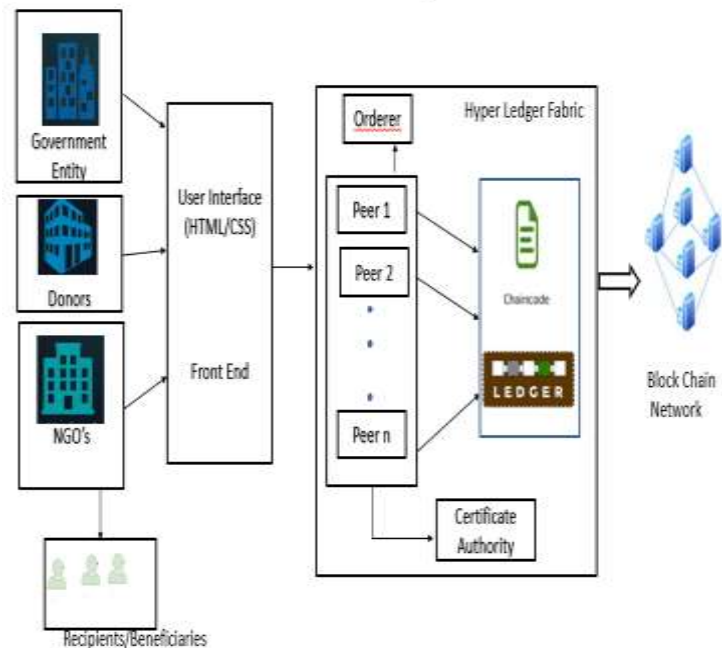 Government
Entity
Donors
NGO's
Recipients/Beneficiaries
User Interface
(HTML/CSS)
Front End
Hyper Ledger Fabric
Orderer
Peer 1
Peer 2
Peer n
Chaincode
LEDGER
Certificate
Authority
Block Chain
Network